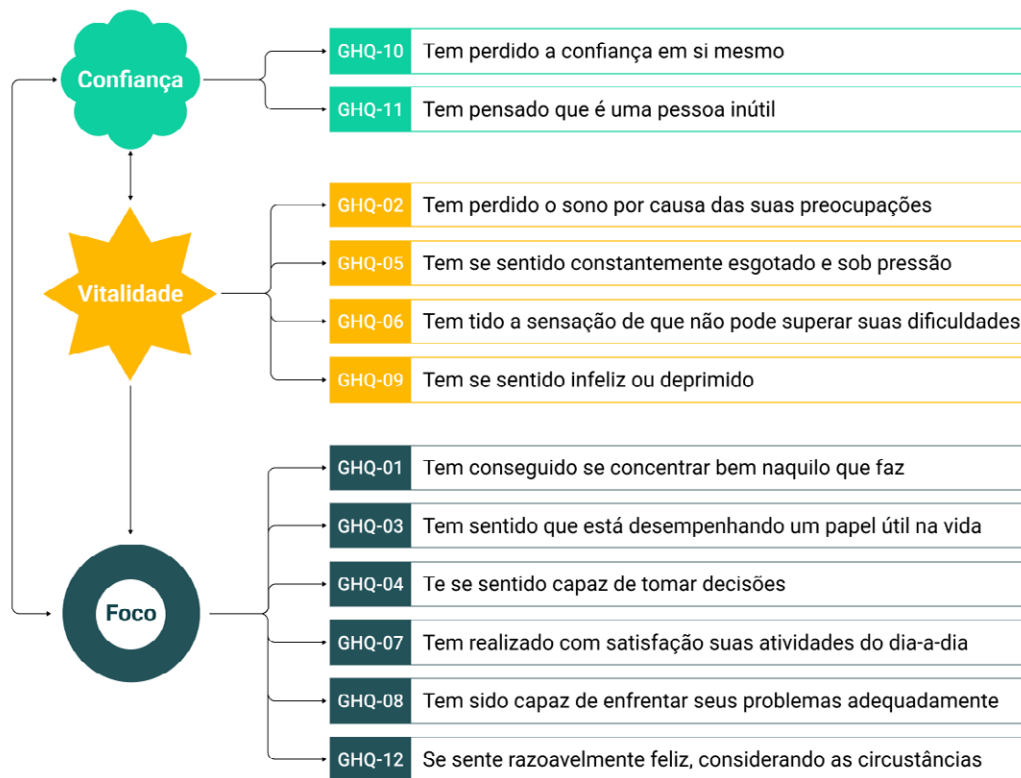 Confiança
GHQ-10 Tem perdido a confiança em si mesmo
GHQ-11 Tem pensado que é uma pessoa inútil
Vitalidade
GHQ-02 Tem perdido o sono por causa das suas preocupações
GHQ-05 Tem se sentido constantemente esgotado e sob pressão
GHQ-06 Tem tido a sensação de que não pode superar suas dificuldades
GHQ-09 Tem se sentido infeliz ou deprimido
Foco
GHQ-01 Tem conseguido se concentrar bem naquilo que faz
GHQ-03 Tem sentido que está desempenhando um papel útil na vida
GHQ-04 Te se sentido capaz de tomar decisões
GHQ-07 Tem realizado com satisfação suas atividades do dia-a-dia
GHQ-08 Tem sido capaz de enfrentar seus problemas adequadamente
GHQ-12 Se sente razoavelmente feliz, considerando as circustâncias